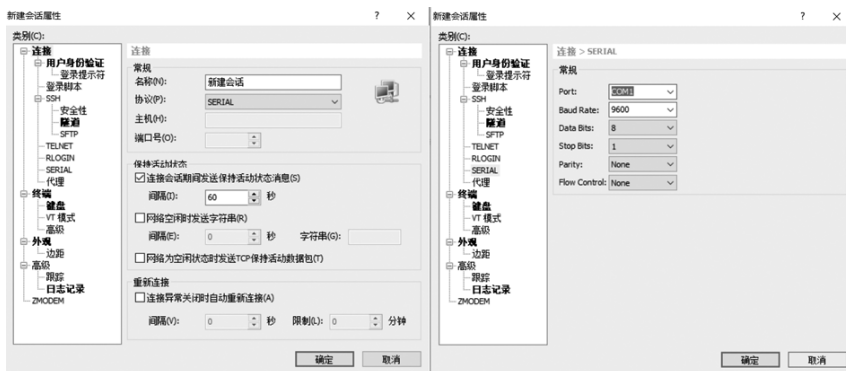 新建会话属性
? ×
类别(C):
连接
用户身份验证
登录提示符
登录脚本
SSH
安全性
隧道
SFTP
TELNET
RLOGIN
SERIAL
代理
终端
键盘
VT 模式
高级
外观
边距
高级
跟踪
日志记录
ZMODEM
连接
常规
名称(N): 新建会话
协议(P): SERIAL
主机(H):
端口号(O):
保持活动状态
连接会话期间发送保持活动状态消息(S)
间隔(I): 60 秒
网络空闲时发送字符串(R)
间隔(E): 0 秒 字符串(G):
网络为空闲状态时发送TCP保持活动数据包(T)
重新连接
连接异常关闭时自动重新连接(A)
间隔(V): 0 秒 限制(L): 0 分钟
确定 取消
新建会话属性
? ×
类别(C):
连接
用户身份验证
登录提示符
登录脚本
SSH
安全性
隧道
SFTP
TELNET
RLOGIN
SERIAL
代理
终端
键盘
VT 模式
高级
外观
边距
高级
跟踪
日志记录
ZMODEM
连接 > SERIAL
常规
Port: COM1
Baud Rate: 9600
Data Bits: 8
Stop Bits: 1
Parity: None
Flow Control: None
确定 取消